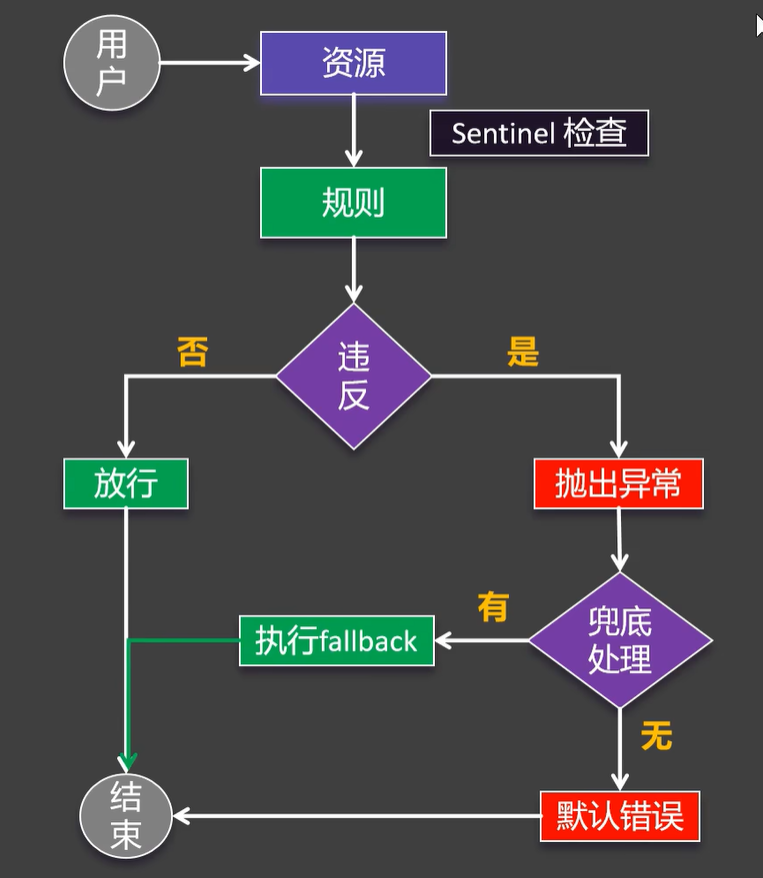 用
户
资源
Sentinel 检查
规则
违
反
否
是
放行
抛出异常
有
执行fallback
兜底
处理
无
结
束
默认错误